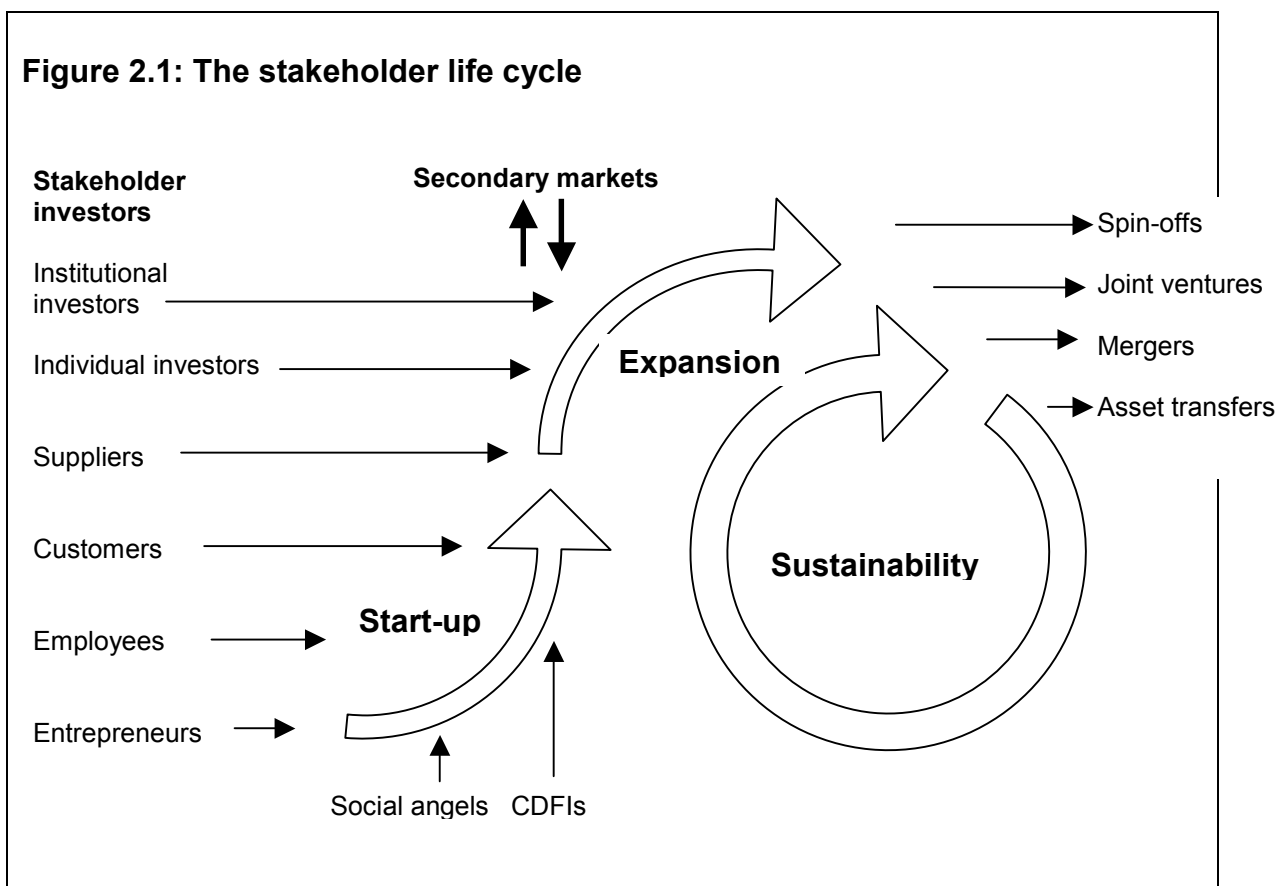 Figure 2.1: The stakeholder life cycle
Stakeholder
investors
Secondary markets
Institutional
investors
Individual investors
Suppliers
Customers
Employees
Entrepreneurs
Start-up
Social angels
CDFIs
Expansion
Sustainability
Spin-offs
Joint ventures
Mergers
Asset transfers